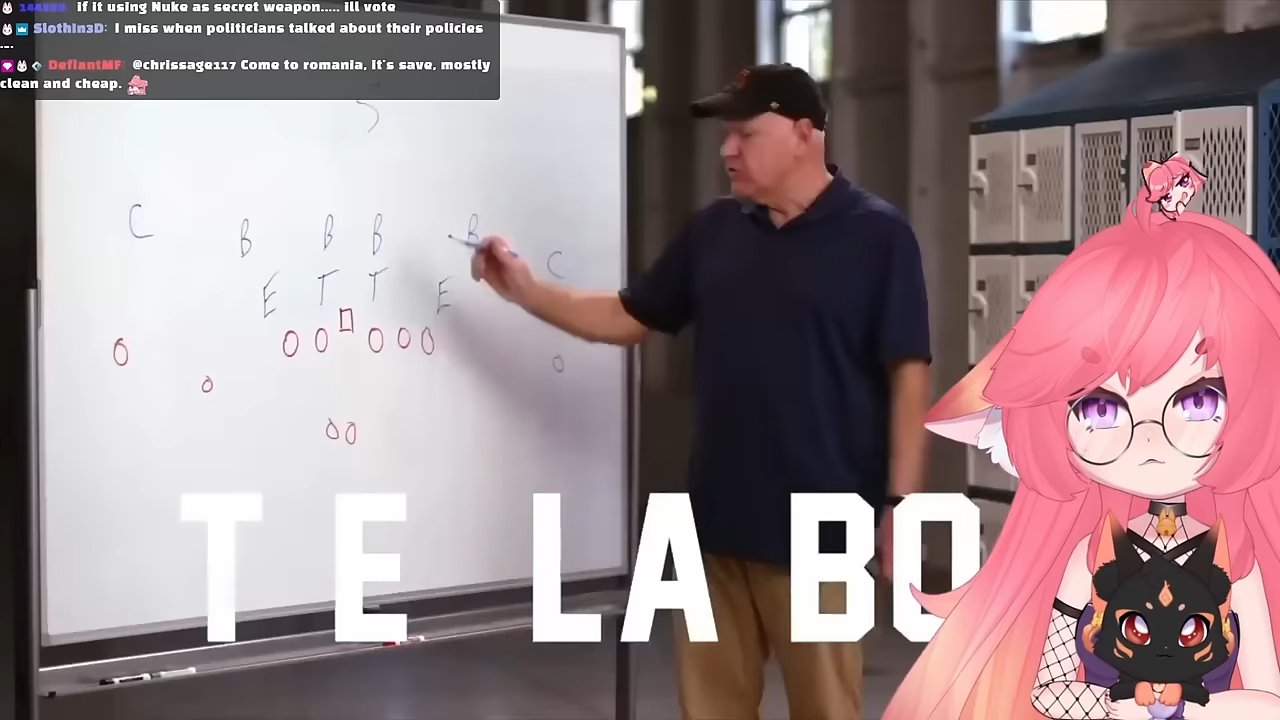 144███: if it using Nuke as secret weapon..... ill vote
Slothin3D: I miss when politicians talked about their policies
....
DefiantMF: @chrissage117 Come to romania, it's save, mostly
clean and cheap.
S
C B B B B C
E T T E
T E LA BO